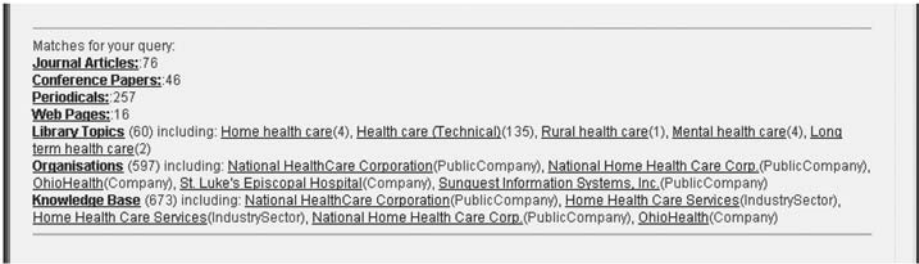 Matches for your query:
Journal Articles::76
Conference Papers::46
Periodicals::257
Web Pages::16
Library Topics (60) including: Home health care(4), Health care (Technical)(135), Rural health care(1), Mental health care(4), Long
term health care(2)
Organisations (597) including: National HealthCare Corporation(PublicCompany), National Home Health Care Corp.(PublicCompany),
OhioHealth(Company), St. Luke's Episcopal Hospital(Company), Sunquest Information Systems, Inc.(PublicCompany)
Knowledge Base (673) including: National HealthCare Corporation(PublicCompany), Home Health Care Services(IndustrySector),
Home Health Care Services(IndustrySector), National Home Health Care Corp.(PublicCompany), OhioHealth(Company)